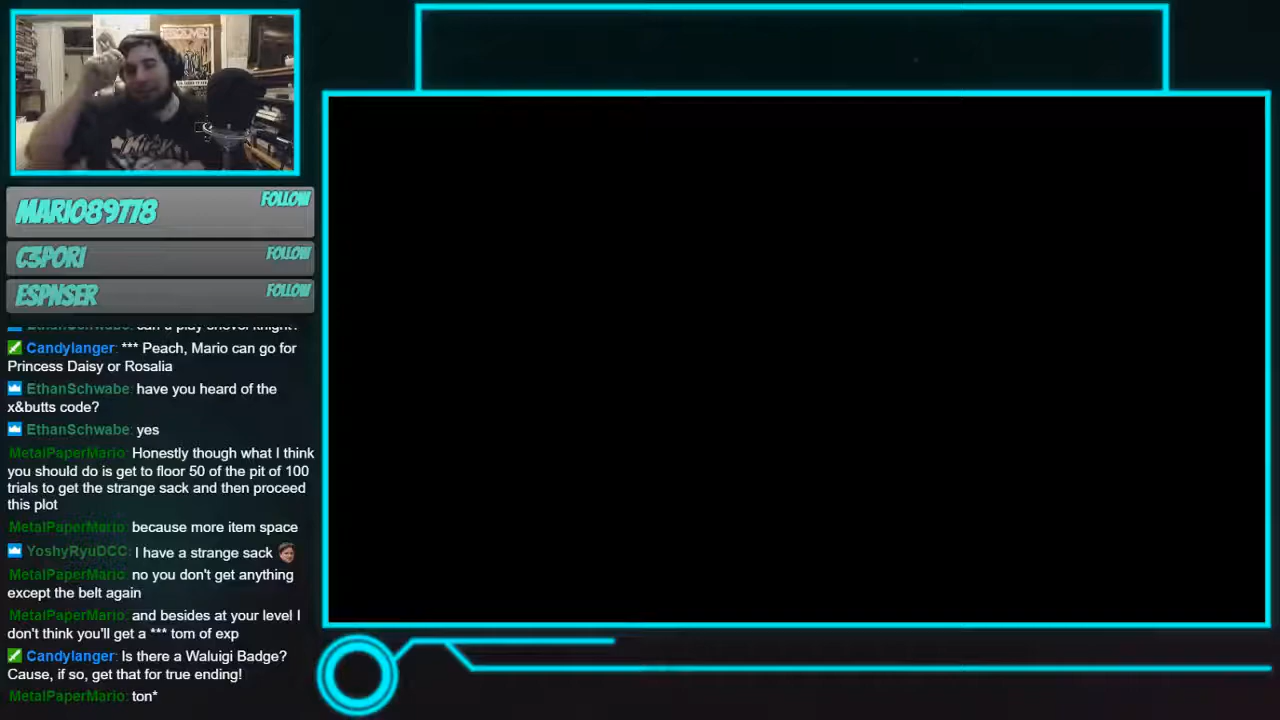 MARIO89778 FOLLOW
C3PORI FOLLOW
ESPNSER FOLLOW
EthanSchwabe: can u play shovel knight?
Candylanger: *** Peach, Mario can go for
Princess Daisy or Rosalia
EthanSchwabe: have you heard of the
x&butts code?
EthanSchwabe: yes
MetalPaperMario: Honestly though what I think
you should do is get to floor 50 of the pit of 100
trials to get the strange sack and then proceed
this plot
MetalPaperMario: because more item space
YoshyRyuDCC: I have a strange sack
MetalPaperMario: no you don't get anything
except the belt again
MetalPaperMario: and besides at your level I
don't think you'll get a *** tom of exp
Candylanger: Is there a Waluigi Badge?
Cause, if so, get that for true ending!
MetalPaperMario: ton*